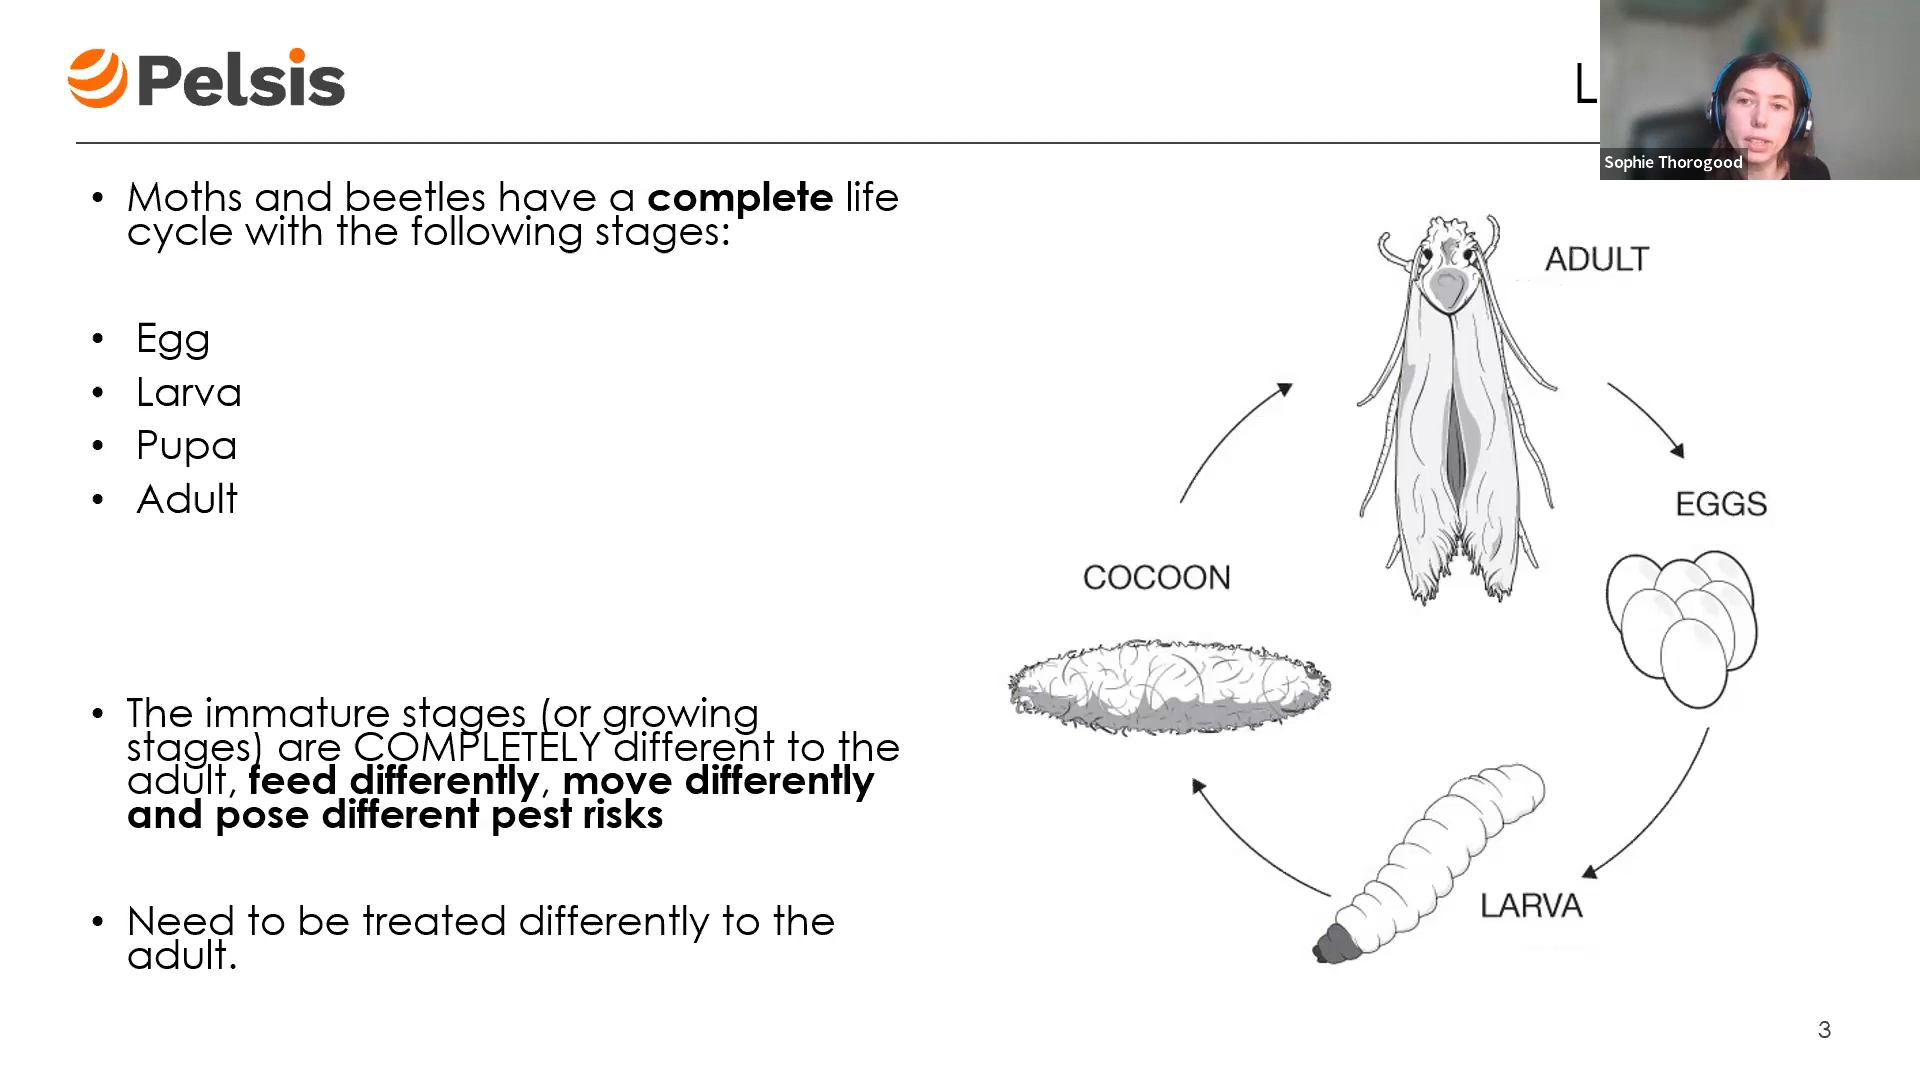 Pelsis
L
Sophie Thorogood
• Moths and beetles have a complete life
cycle with the following stages:
• Egg
• Larva
• Pupa
• Adult
• The immature stages (or growing
stages) are COMPLETELY different to the
adult, feed differently, move differently
and pose different pest risks
• Need to be treated differently to the
adult.
ADULT
EGGS
COCOON
LARVA
3